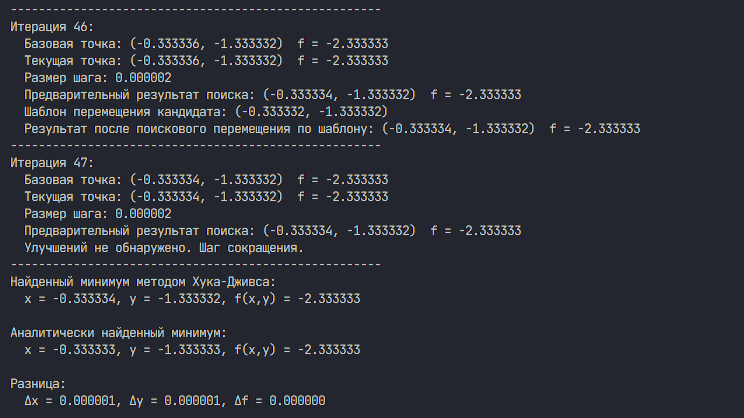 -----------------------------------------------------
Итерация 46:
  Базовая точка: (-0.333336, -1.333332)  f = -2.333333
  Текущая точка: (-0.333336, -1.333332)  f = -2.333333
  Размер шага: 0.000002
  Предварительный результат поиска: (-0.333334, -1.333332)  f = -2.333333
  Шаблон перемещения кандидата: (-0.333332, -1.333332)
  Результат после поискового перемещения по шаблону: (-0.333334, -1.333332)  f = -2.333333
-----------------------------------------------------
Итерация 47:
  Базовая точка: (-0.333334, -1.333332)  f = -2.333333
  Текущая точка: (-0.333334, -1.333332)  f = -2.333333
  Размер шага: 0.000002
  Предварительный результат поиска: (-0.333334, -1.333332)  f = -2.333333
  Улучшений не обнаружено. Шаг сокращения.
-----------------------------------------------------
Найденный минимум методом Хука-Дживса:
  x = -0.333334, y = -1.333332, f(x,y) = -2.333333
Аналитически найденный минимум:
  x = -0.333333, y = -1.333333, f(x,y) = -2.333333
Разница:
  Δx = 0.000001, Δy = 0.000001, Δf = 0.000000